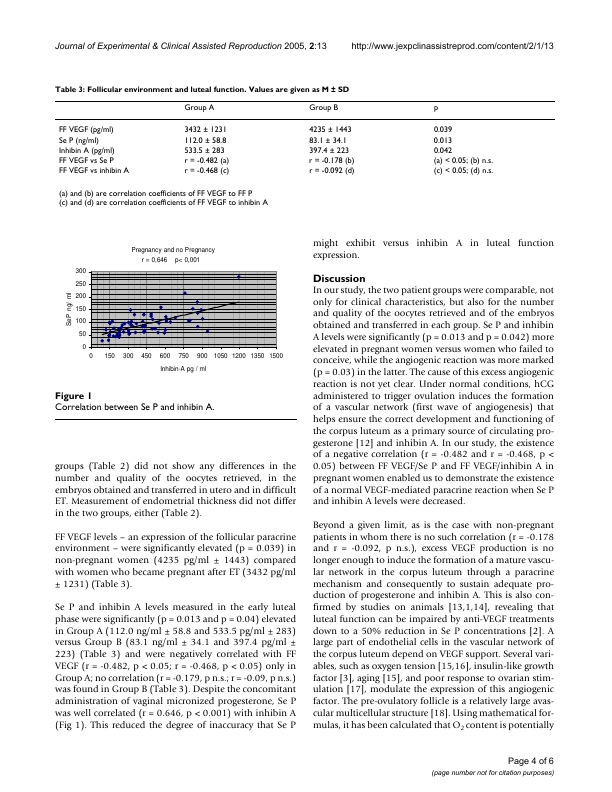 Journal of Experimental & Clinical Assisted Reproduction 2005, 2:13 http://www.jexpclinassistreprod.com/content/2/1/13
Table 3: Follicular environment and luteal function. Values are given as M ± SD
Group A Group B p
FF VEGF (pg/ml) 3432 ± 1231 4235 ± 1443 0.039
Se P (ng/ml) 112.0 ± 58.8 83.1 ± 34.1 0.013
Inhibin A (pg/ml) 533.5 ± 283 397.4 ± 223 0.042
FF VEGF vs Se P r = -0.482 (a) r = -0.178 (b) (a) < 0.05; (b) n.s.
FF VEGF vs inhibin A r = -0.468 (c) r = -0.092 (d) (c) < 0.05; (d) n.s.
(a) and (b) are correlation coefficients of FF VEGF to FF P
(c) and (d) are correlation coefficients of FF VEGF to inhibin A
Pregnancy and no Pregnancy
r = 0,646 p< 0,001
300
250
200
150
100
50
0
Se P ng/ ml
0 150 300 450 600 750 900 1050 1200 1350 1500
Inhibin-A pg / ml
Figure 1
Correlation between Se P and inhibin A.
groups (Table 2) did not show any differences in the
number and quality of the oocytes retrieved, in the
embryos obtained and transferred in utero and in difficult
ET. Measurement of endometrial thickness did not differ
in the two groups, either (Table 2).
FF VEGF levels – an expression of the follicular paracrine
environment – were significantly elevated (p = 0.039) in
non-pregnant women (4235 pg/ml ± 1443) compared
with women who became pregnant after ET (3432 pg/ml
± 1231) (Table 3).
Se P and inhibin A levels measured in the early luteal
phase were significantly (p = 0.013 and p = 0.04) elevated
in Group A (112.0 ng/ml ± 58.8 and 533.5 pg/ml ± 283)
versus Group B (83.1 ng/ml ± 34.1 and 397.4 pg/ml ±
223) (Table 3) and were negatively correlated with FF
VEGF (r = -0.482, p < 0.05; r = -0.468, p < 0.05) only in
Group A; no correlation (r = -0.179, p n.s.; r = -0.09, p n.s.)
was found in Group B (Table 3). Despite the concomitant
administration of vaginal micronized progesterone, Se P
was well correlated (r = 0.646, p < 0.001) with inhibin A
(Fig 1). This reduced the degree of inaccuracy that Se P
might exhibit versus inhibin A in luteal function
expression.
Discussion
In our study, the two patient groups were comparable, not
only for clinical characteristics, but also for the number
and quality of the oocytes retrieved and of the embryos
obtained and transferred in each group. Se P and inhibin
A levels were significantly (p = 0.013 and p = 0.042) more
elevated in pregnant women versus women who failed to
conceive, while the angiogenic reaction was more marked
(p = 0.03) in the latter. The cause of this excess angiogenic
reaction is not yet clear. Under normal conditions, hCG
administered to trigger ovulation induces the formation
of a vascular network (first wave of angiogenesis) that
helps ensure the correct development and functioning of
the corpus luteum as a primary source of circulating pro-
gesterone [12] and inhibin A. In our study, the existence
of a negative correlation (r = -0.482 and r = -0.468, p <
0.05) between FF VEGF/Se P and FF VEGF/inhibin A in
pregnant women enabled us to demonstrate the existence
of a normal VEGF-mediated paracrine reaction when Se P
and inhibin A levels were decreased.
Beyond a given limit, as is the case with non-pregnant
patients in whom there is no such correlation (r = -0.178
and r = -0.092, p n.s.), excess VEGF production is no
longer enough to induce the formation of a mature vascu-
lar network in the corpus luteum through a paracrine
mechanism and consequently to sustain adequate pro-
duction of progesterone and inhibin A. This is also con-
firmed by studies on animals [13,1,14], revealing that
luteal function can be impaired by anti-VEGF treatments
down to a 50% reduction in Se P concentrations [2]. A
large part of endothelial cells in the vascular network of
the corpus luteum depend on VEGF support. Several vari-
ables, such as oxygen tension [15,16], insulin-like growth
factor [3], aging [15], and poor response to ovarian stim-
ulation [17], modulate the expression of this angiogenic
factor. The pre-ovulatory follicle is a relatively large avas-
cular multicellular structure [18]. Using mathematical for-
mulas, it has been calculated that O2 content is potentially
Page 4 of 6
(page number not for citation purposes)